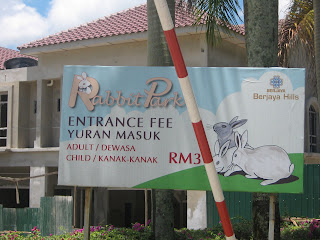 Rabbit Park
ENTRANCE FEE
YURAN MASUK
ADULT / DEWASA
CHILD / KANAK-KANAK RM3
Berjaya Hills